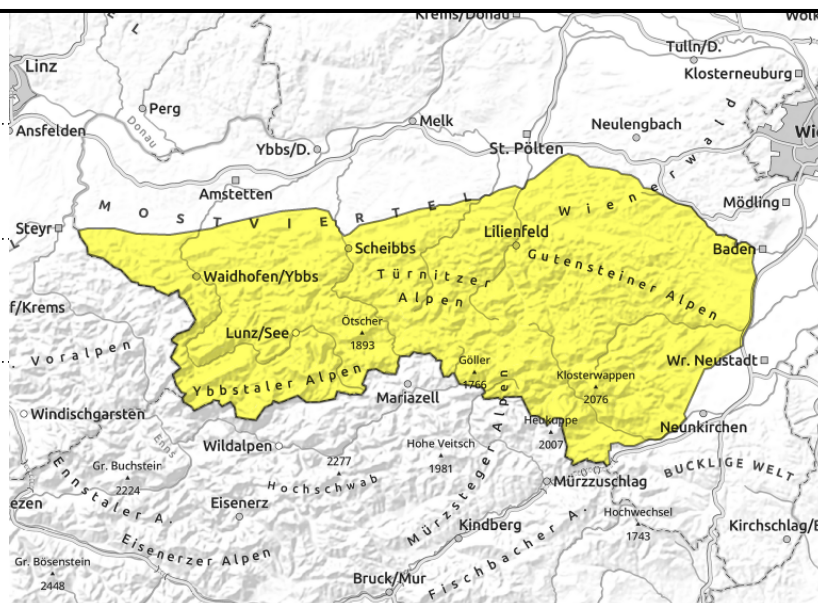 Krems/Donau
Tulln/D.
Linz
Klosterneuburg
Perg
Ansfelden
Donau
Melk
Neulengbach
Wie
Ybbs/D.
St. Pölten
Amstetten
MOSTVIERTEL
Wienerwald
Mödling
Steyr
Lilienfeld
Scheibbs
Baden
Waidhofen/Ybbs
Türnitzer
Alpen
Gutensteiner Alpen
f/Krems
Ötscher
1893
Lunz/See
Voralpen
Göller
1766
Wr. Neustadt
Klosterwappen
2076
Ybbstaler Alpen
Mariazell
Windischgarsten
Heukuppe
2007
Neunkirchen
Enns
Wildalpen
Hohe Veitsch
1981
2277
Hochschwab
Mürzsteger Alpen
Gr. Buchstein
2224
BUCKLIGE WELT
Mürzzuschlag
ezen
Ennstaler A.
Eisenerz
Hochwechsel
1743
Kindberg
Kirchschlag/B
Eisenerzer Alpen
Fischbacher A.
Gr. Bösenstein
2448
Bruck/Mur